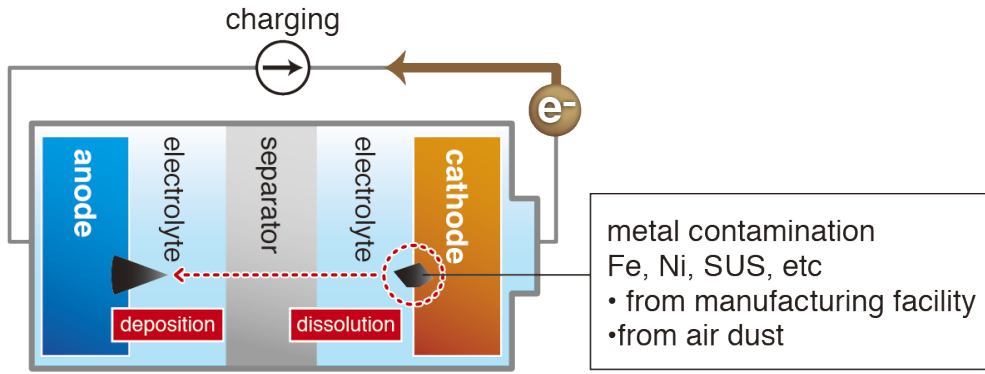 charging
e-
anode
electrolyte
separator
electrolyte
cathode
deposition
dissolution
metal contamination
Fe, Ni, SUS, etc
• from manufacturing facility
•from air dust